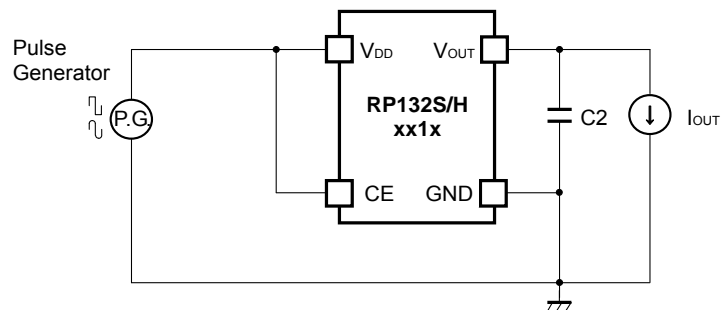 Pulse
Generator
P.G.
VDD
VOUT
RP132S/H
xx1x
C2
IOUT
CE
GND